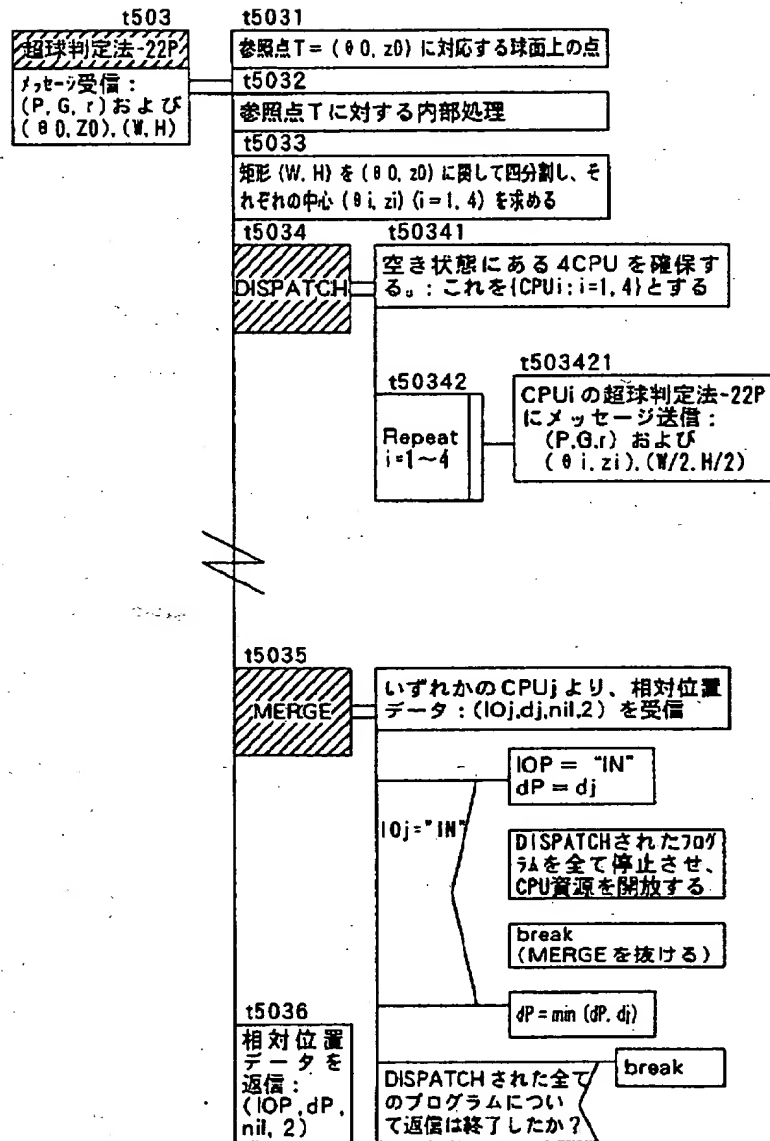 t503
超球判定法-22P
メッセージ受信：
(P, G, r) および
(θ0, Z0), (W, H)
t5031
参照点T＝(θ0, z0) に対応する球面上の点
t5032
参照点Tに対する内部処理
t5033
矩形 (W, H) を (θ0, z0) に関して四分割し、そ
れぞれの中心 (θi, zi) (i＝1, 4) を求める
t5034
DISPATCH
t50341
空き状態にある4CPUを確保す
る。：これを{CPUi：i=1, 4}とする
t50342
Repeat
i=1～4
t503421
CPUiの超球判定法-22P
にメッセージ送信：
(P,G,r) および
(θi, zi), (W/2, H/2)
t5035
MERGE
いずれかのCPUjより、相対位置
データ：(IOj,dj,nil,2) を受信
IOj="IN"
IOP＝ "IN"
dP＝dj
DISPATCHされたプログ
ラムを全て停止させ、
CPU資源を開放する
break
(MERGEを抜ける)
dP＝min (dP, dj)
t5036
相対位置
データを
返信：
(IOP,dP,
nil, 2)
DISPATCHされた全て
のプログラムについ
て返信は終了したか？
break